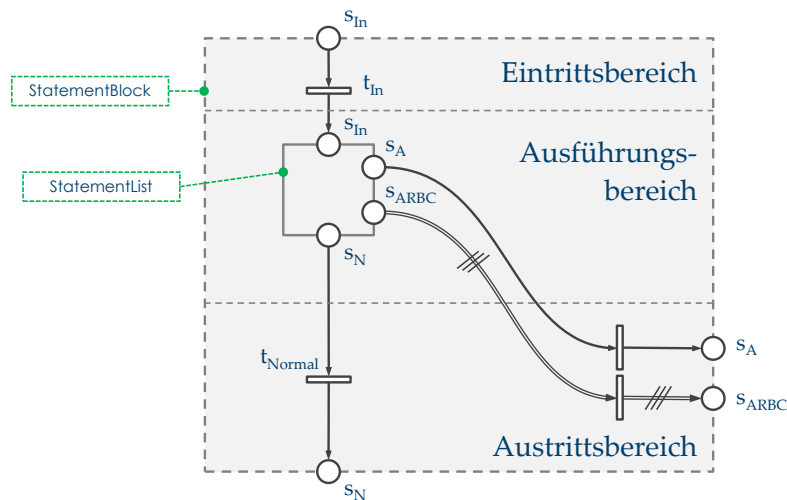 s_In
Eintrittsbereich
StatementBlock
t_In
s_In
s_A
Ausführungs-
bereich
StatementList
s_ARBC
s_N
s_A
t_Normal
s_ARBC
Austrittsbereich
s_N